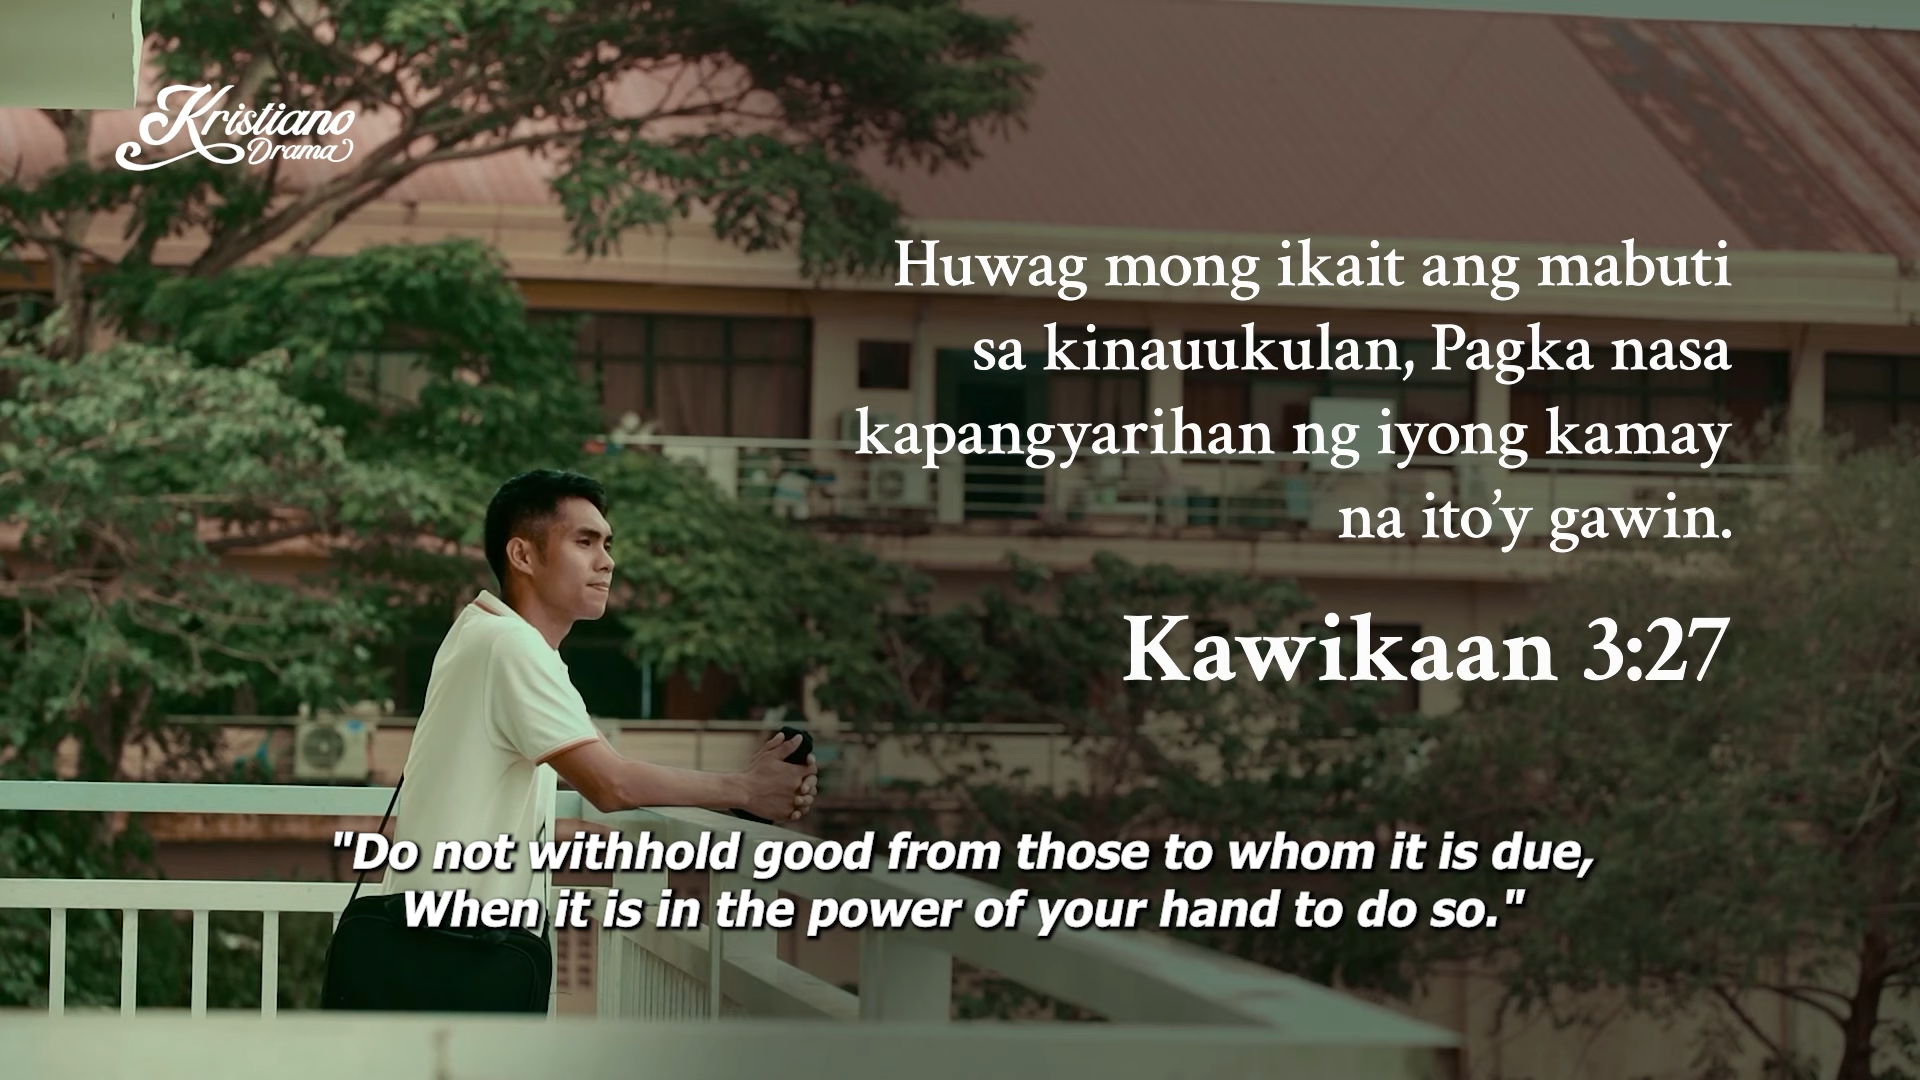 Kristiano
Drama
Huwag mong ikait ang mabuti
sa kinauukulan, Pagka nasa
kapangyarihan ng iyong kamay
na ito'y gawin.
Kawikaan 3:27
"Do not withhold good from those to whom it is due,
When it is in the power of your hand to do so."